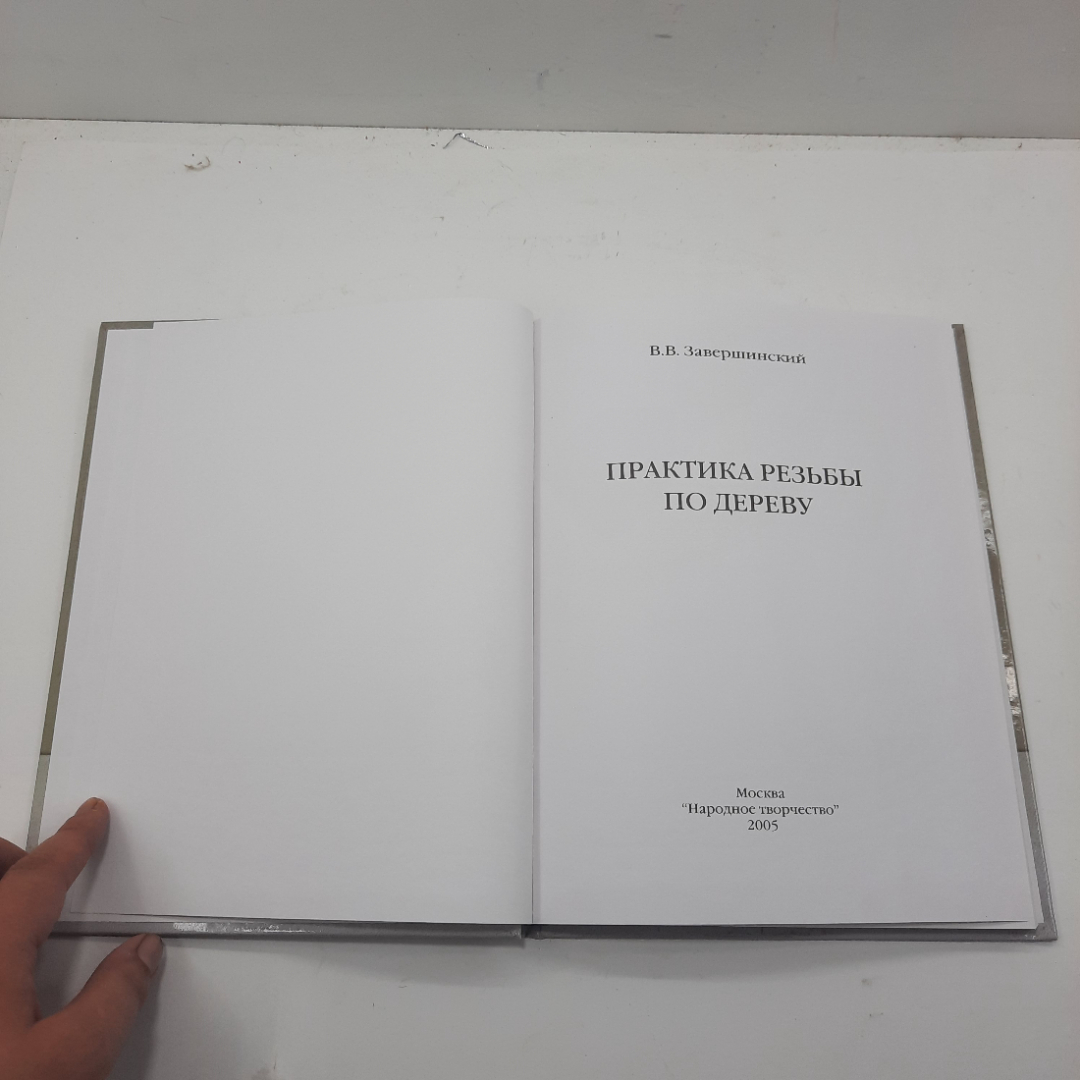 В.В. Завершинский
ПРАКТИКА РЕЗЬБЫ
ПО ДЕРЕВУ
Москва
“Народное творчество”
2005